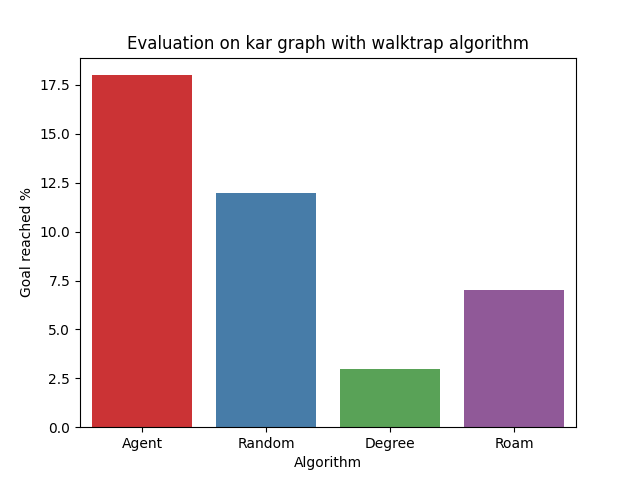 Evaluation on kar graph with walktrap algorithm
Goal reached %
17.5
15.0
12.5
10.0
7.5
5.0
2.5
0.0
Agent Random Degree Roam
Algorithm